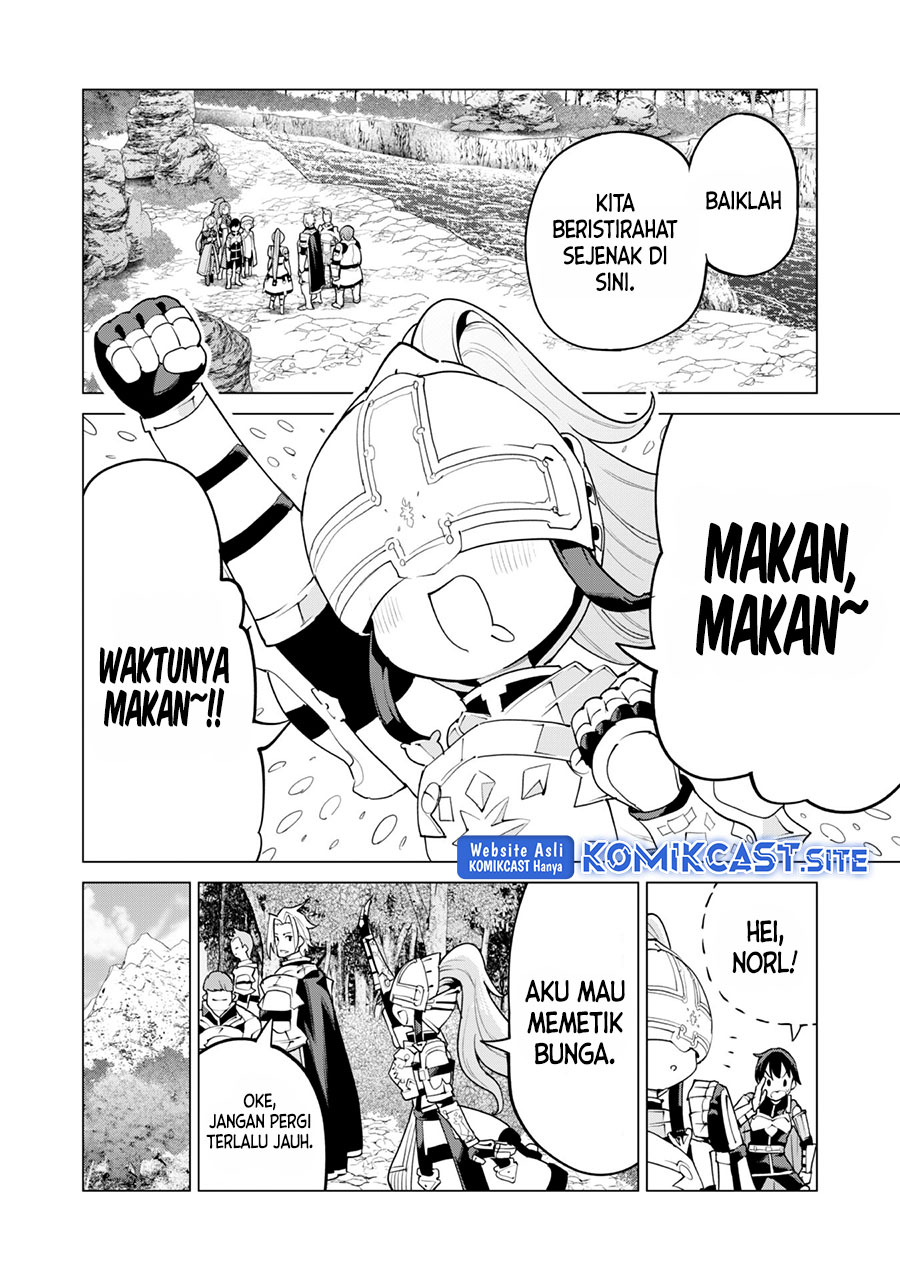 BAIKLAH
KITA
BERISTIRAHAT
SEJENAK DI
SINI.
MAKAN,
MAKAN~
WAKTUNYA
MAKAN~!!
Website Asli
KOMIKCAST Hanya
KOMIKCAST.SITE
HEI,
NORL!
AKU MAU
MEMETIK
BUNGA.
OKE,
JANGAN PERGI
TERLALU JAUH.